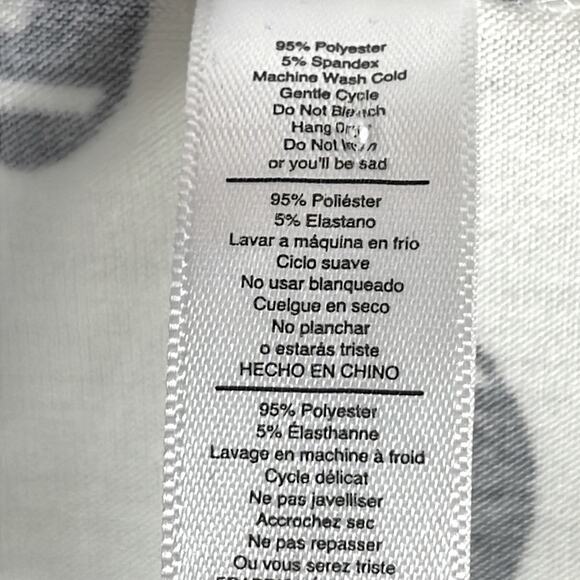 95% Polyester
5% Spandex
Machine Wash Cold
Gentle Cycle
Do Not Bleach
Hang Dry
Do Not
or you'll be sad
95% Poliéster
5% Elastano
Lavar a máquina en frío
Ciclo suave
No usar blanqueado
Cuelgue en seco
No planchar
o estarás triste
HECHO EN CHINO
95% Polyester
5% Élasthanne
Lavage en machine à froid
Cycle délicat
Ne pas javelliser
Accrochez sec
Ne pas repasser
Ou vous serez triste